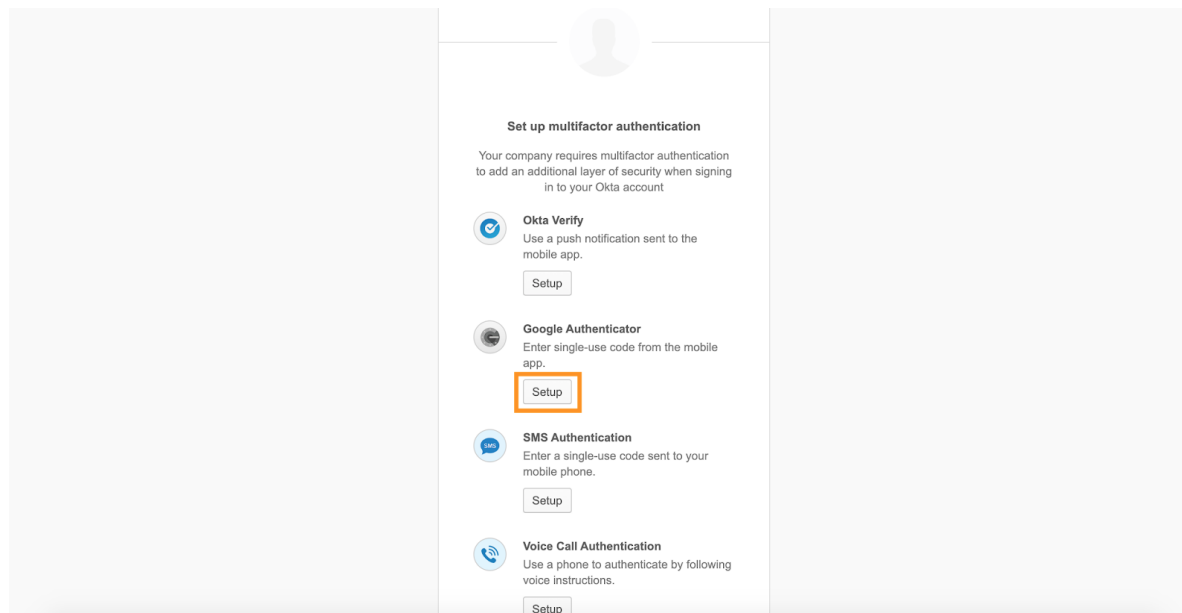 Set up multifactor authentication
Your company requires multifactor authentication
to add an additional layer of security when signing
in to your Okta account
Okta Verify
Use a push notification sent to the
mobile app.
Setup
Google Authenticator
Enter single-use code from the mobile
app.
Setup
SMS
SMS Authentication
Enter a single-use code sent to your
mobile phone.
Setup
Voice Call Authentication
Use a phone to authenticate by following
voice instructions.
Setup